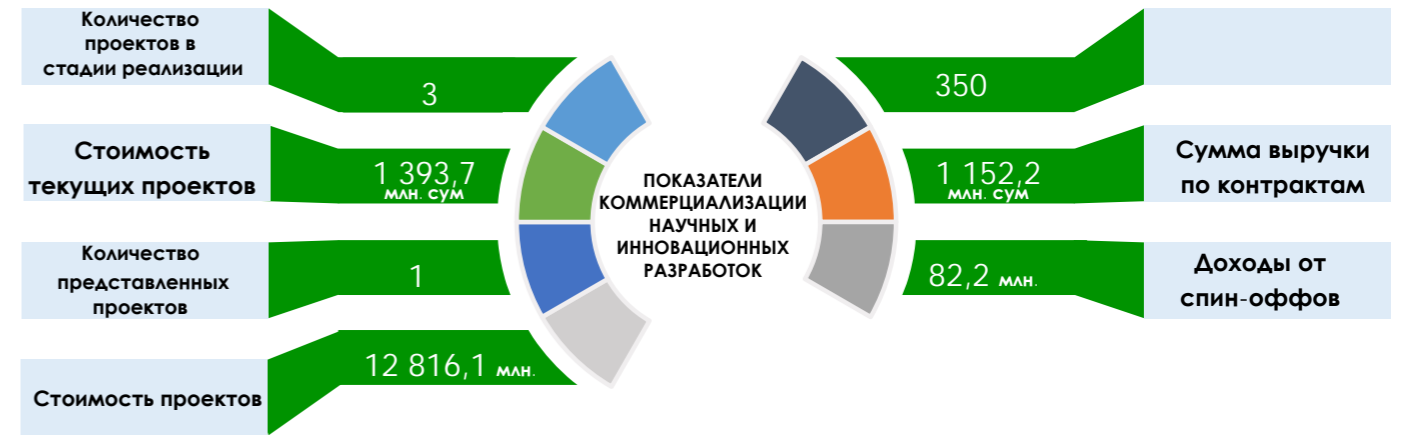 Количество
проектов в
стадии реализации
3
Стоимость
текущих проектов
1 393,7
млн. сум
Количество
представленных
проектов
1
Стоимость проектов
12 816,1 млн.
ПОКАЗАТЕЛИ
КОММЕРЦИАЛИЗАЦИИ
НАУЧНЫХ И
ИННОВАЦИОННЫХ
РАЗРАБОТОК
350
1 152,2
млн. сум
Сумма выручки
по контрактам
82,2 млн.
Доходы от
спин-оффов